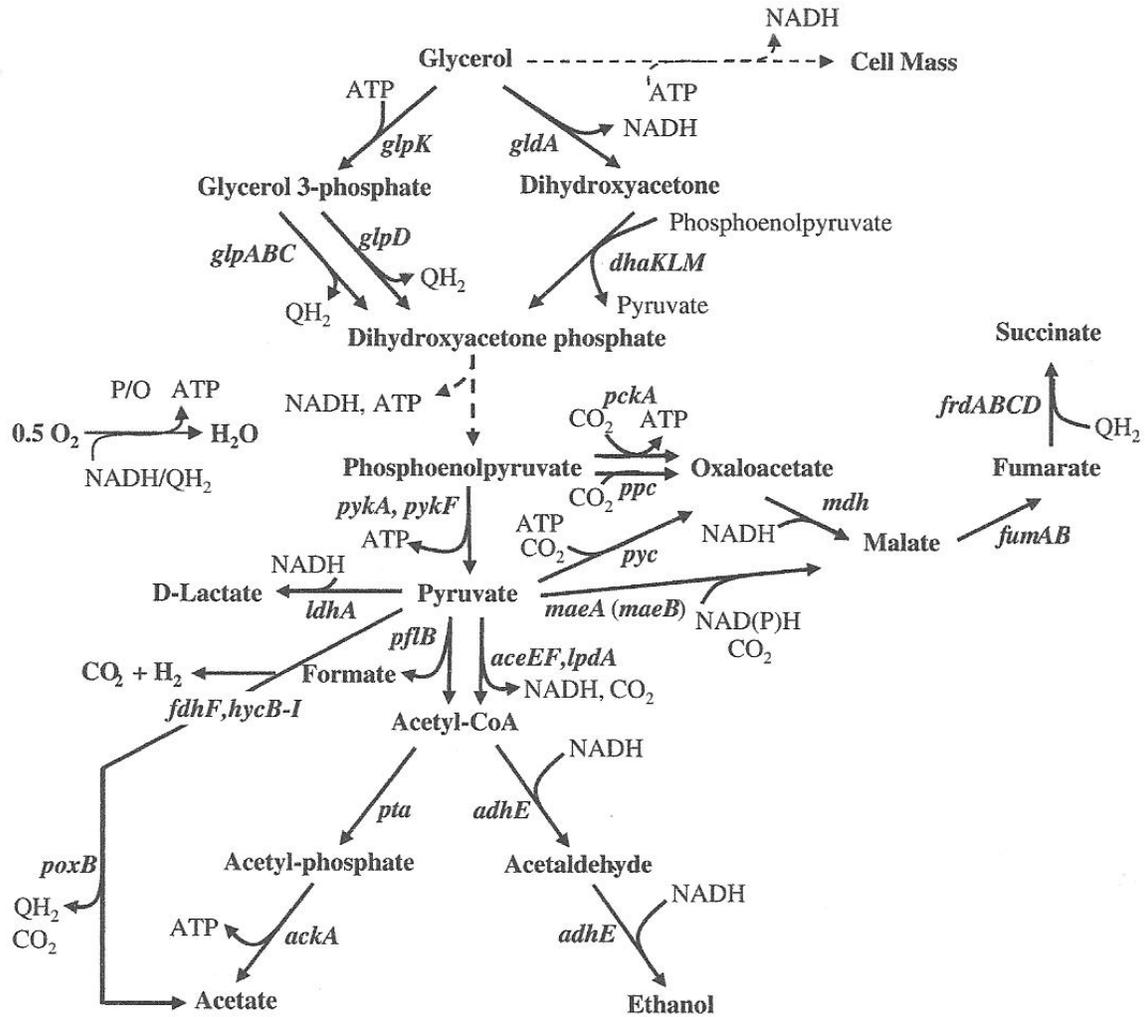 NADH
Glycerol
Cell Mass
ATP
ATP
NADH
glpK
gldA
Glycerol 3-phosphate
Dihydroxyacetone
Phosphoenolpyruvate
glpABC
glpD
dhaKLM
QH2
QH2
Pyruvate
Dihydroxyacetone phosphate
Succinate
P/O ATP
NADH, ATP
pckA
CO2 ATP
frdABCD
QH2
0.5 O2
H2O
NADH/QH2
Phosphoenolpyruvate
Oxaloacetate
Fumarate
CO2 ppc
pykA, pykF
ATP
ATP
CO2
pyc
NADH
mdh
Malate
fumAB
NADH
D-Lactate
ldhA
Pyruvate
maeA (maeB)
NAD(P)H
CO2
pflB
aceEF,lpdA
CO2 + H2
Formate
NADH, CO2
fdhF,hycB-I
Acetyl-CoA
NADH
pta
adhE
poxB
Acetyl-phosphate
Acetaldehyde
QH2
CO2
NADH
ATP
ackA
adhE
Acetate
Ethanol